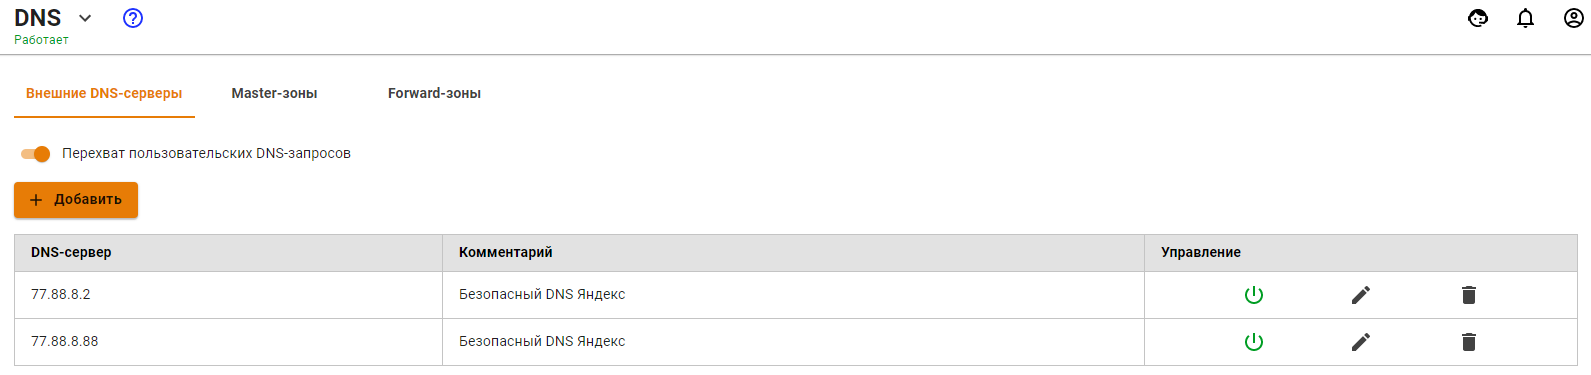 DNS
Работает
Внешние DNS-серверы Master-зоны Forward-зоны
Перехват пользовательских DNS-запросов
+ Добавить
DNS-сервер Комментарий Управление
77.88.8.2 Безопасный DNS Яндекс
77.88.8.88 Безопасный DNS Яндекс